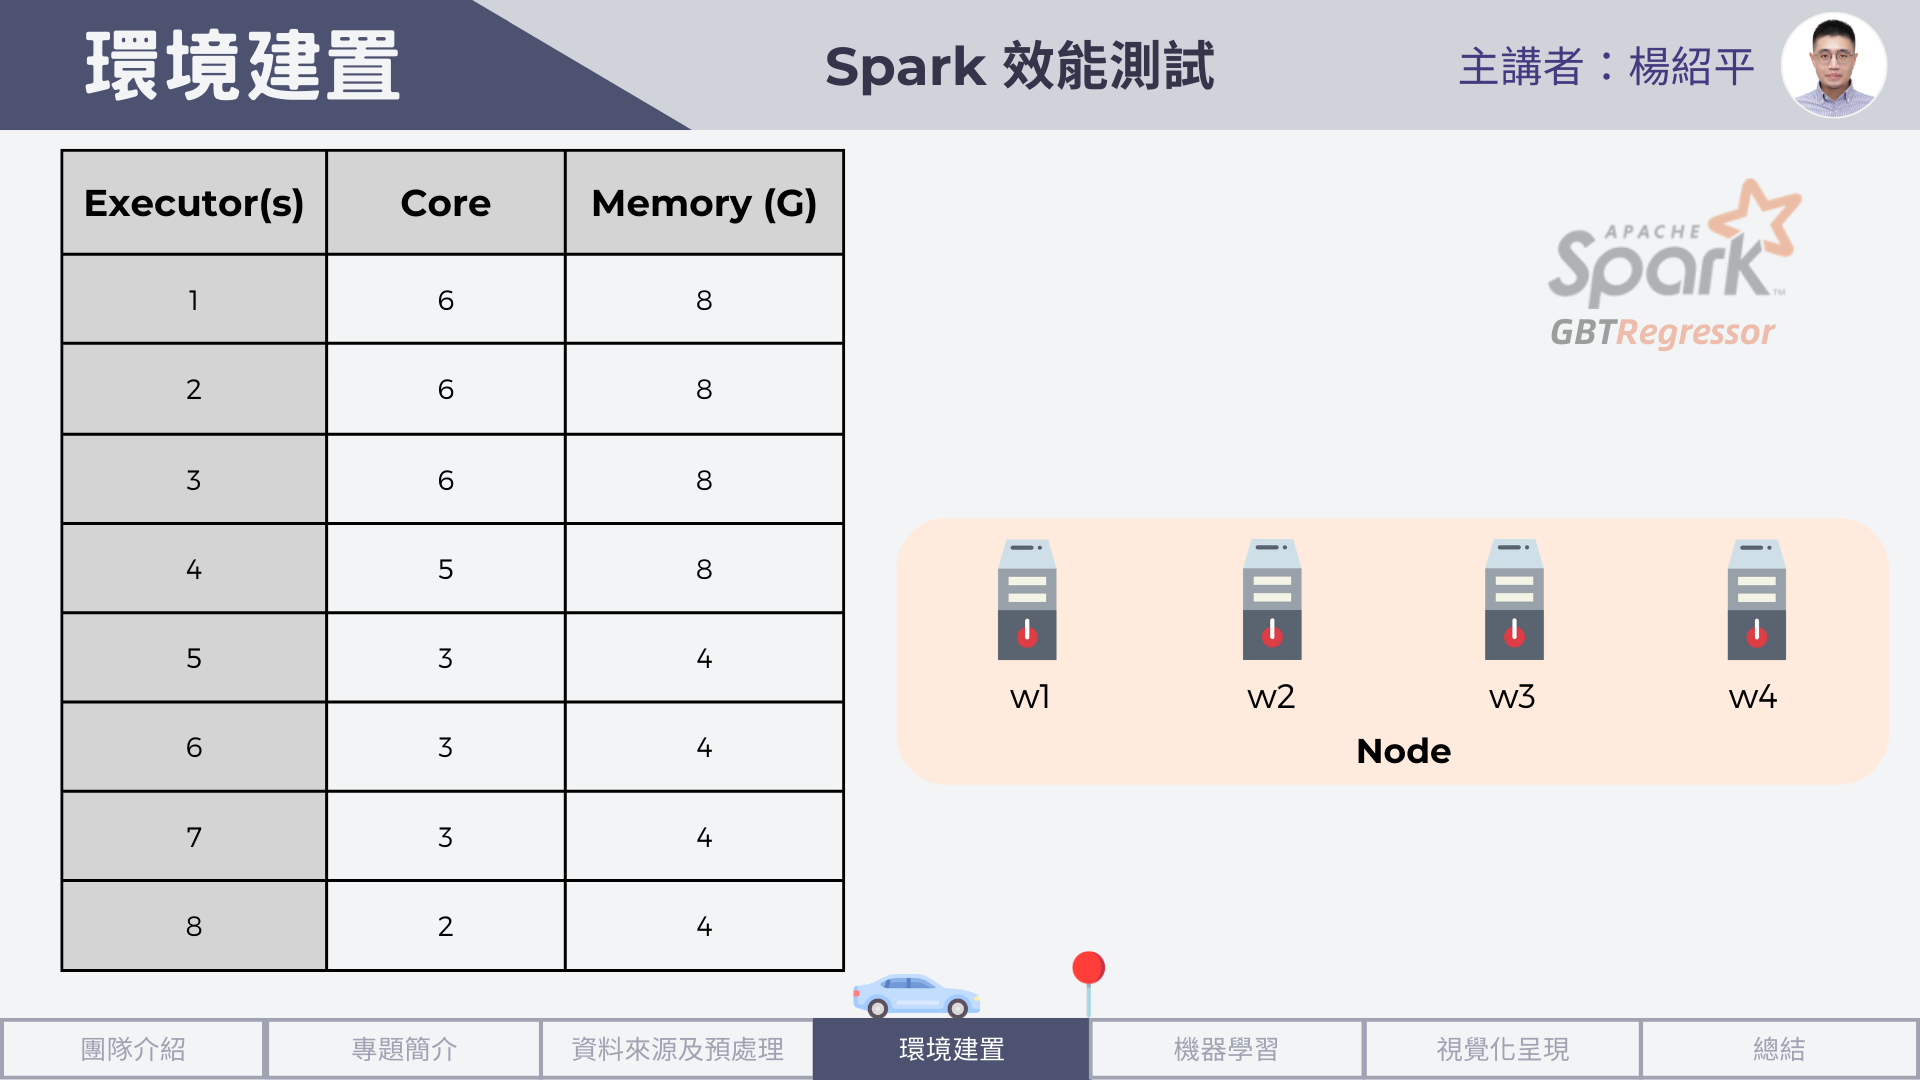 環境建置
Spark 效能測試
主講者：楊紹平
Executor(s) Core Memory (G)
1 6 8
2 6 8
3 6 8
4 5 8
5 3 4
6 3 4
7 3 4
8 2 4
APACHE
Spark™
GBTRegressor
w1 w2 w3 w4
Node
團隊介紹 專題簡介 資料來源及預處理 環境建置 機器學習 視覺化呈現 總結